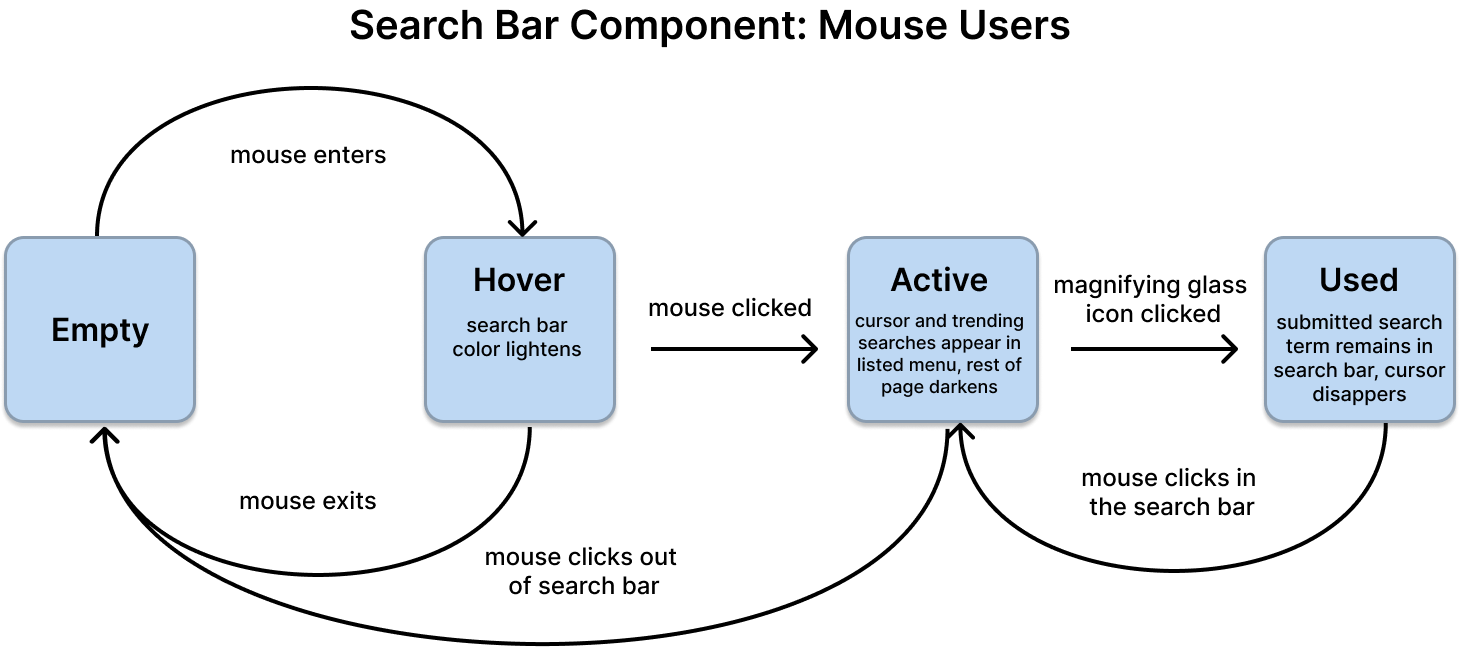 Search Bar Component: Mouse Users
mouse enters
Empty
Hover
search bar
color lightens
mouse clicked
Active
cursor and trending
searches appear in
listed menu, rest of
page darkens
magnifying glass
icon clicked
Used
submitted search
term remains in
search bar, cursor
disappers
mouse exits
mouse clicks out
of search bar
mouse clicks in
the search bar